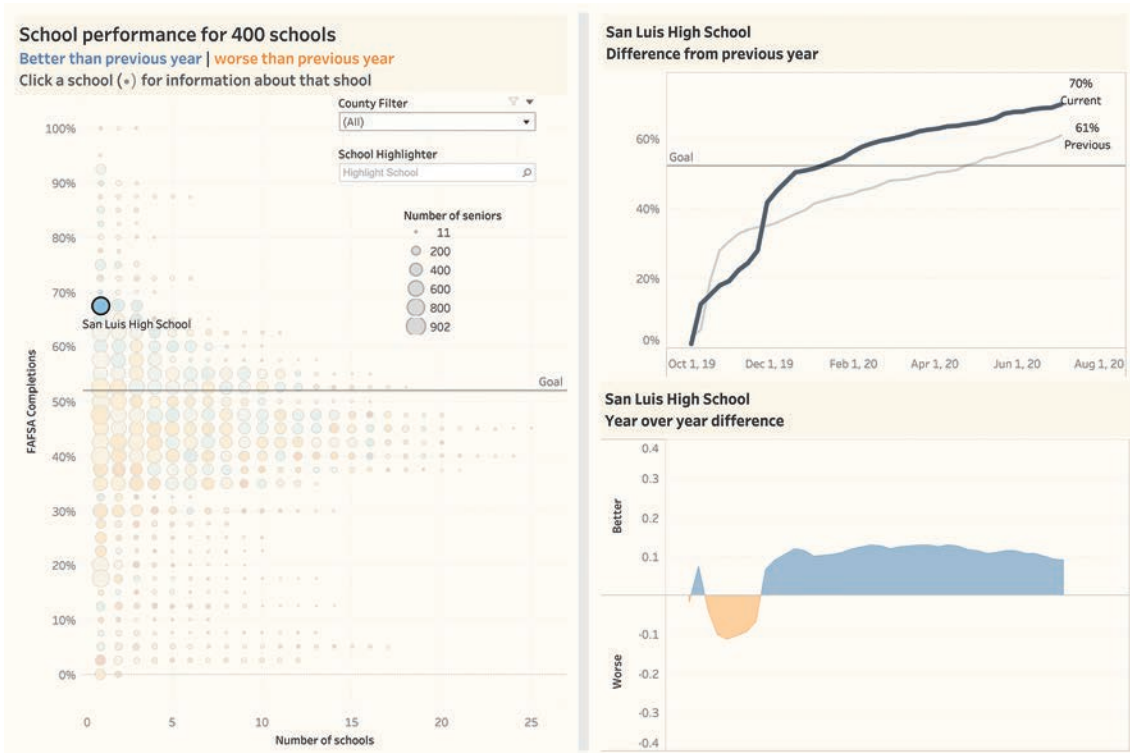 School performance for 400 schools
Better than previous year | worse than previous year
Click a school (•) for information about that shool
County Filter
(All)
School Highlighter
Highlight School
Number of seniors
11
200
400
600
800
902
100%
90%
80%
70%
60%
50%
40%
30%
20%
10%
0%
FAFSA Completions
San Luis High School
Goal
0 5 10 15 20 25
Number of schools
San Luis High School
Difference from previous year
70%
Current
61%
Previous
Goal
60%
40%
20%
0%
Oct 1, 19 Dec 1, 19 Feb 1, 20 Apr 1, 20 Jun 1, 20 Aug 1, 20
San Luis High School
Year over year difference
0.4
0.3
0.2
0.1
-0.1
-0.2
-0.3
-0.4
Better
Worse